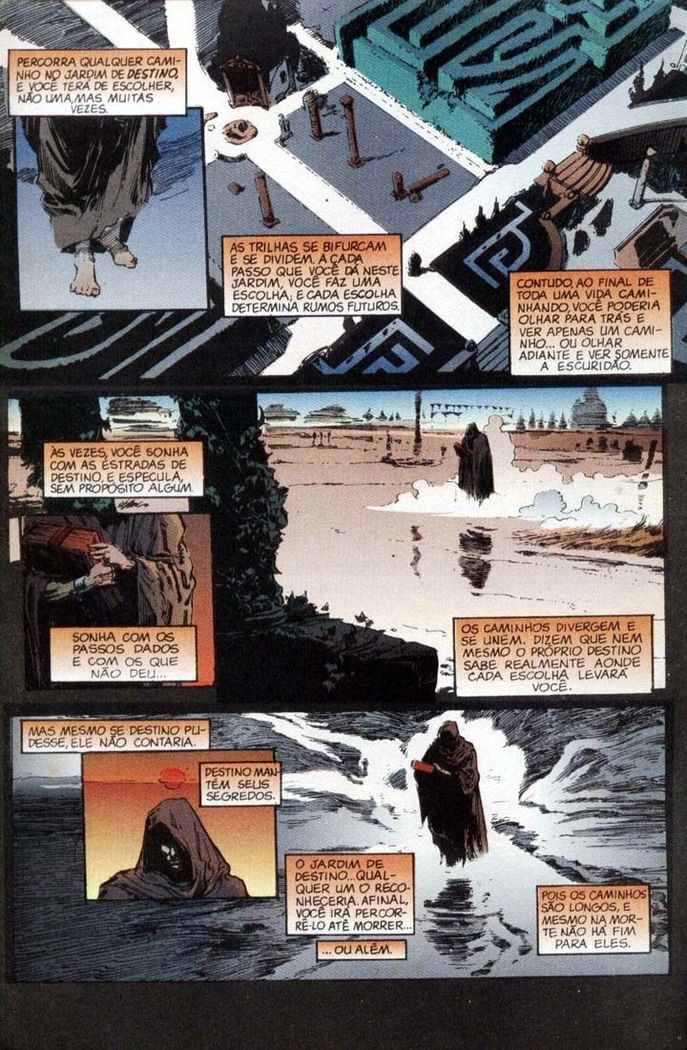 PERCORRA QUALQUER CAMI-
NHO NO JARDIM DE DESTINO,
E VOCÊ TERÁ DE ESCOLHER,
NÃO UMA, MAS MUITAS
VEZES.
AS TRILHAS SE BIFURCAM
E SE DIVIDEM. A CADA
PASSO QUE VOCÊ DÁ NESTE
JARDIM, VOCÊ FAZ UMA
ESCOLHA; E CADA ESCOLHA
DETERMINA RUMOS FUTUROS.
CONTUDO, AO FINAL DE
TODA UMA VIDA CAMI-
NHANDO, VOCÊ PODERIA
OLHAR PARA TRÁS E
VER APENAS UM CAMI-
NHO... OU OLHAR
ADIANTE E VER SOMENTE
A ESCURIDÃO.
ÀS VEZES, VOCÊ SONHA
COM AS ESTRADAS DE
DESTINO, E ESPECULA,
SEM PROPÓSITO ALGUM.
SONHA COM OS
PASSOS DADOS
E COM OS QUE
NÃO DEU...
OS CAMINHOS DIVERGEM E
SE UNEM. DIZEM QUE NEM
MESMO O PRÓPRIO DESTINO
SABE REALMENTE AONDE
CADA ESCOLHA LEVARÁ
VOCÊ.
MAS MESMO SE DESTINO PU-
DESSE, ELE NÃO CONTARIA.
DESTINO MAN-
TÉM SEUS
SEGREDOS.
O JARDIM DE
DESTINO... QUAL-
QUER UM O RECO-
NHECERIA. AFINAL,
VOCÊ IRÁ PERCOR-
RÊ-LO ATÉ MORRER...
... OU ALÉM.
POIS OS CAMINHOS
SÃO LONGOS, E
MESMO NA MOR-
TE NÃO HÁ FIM
PARA ELES.